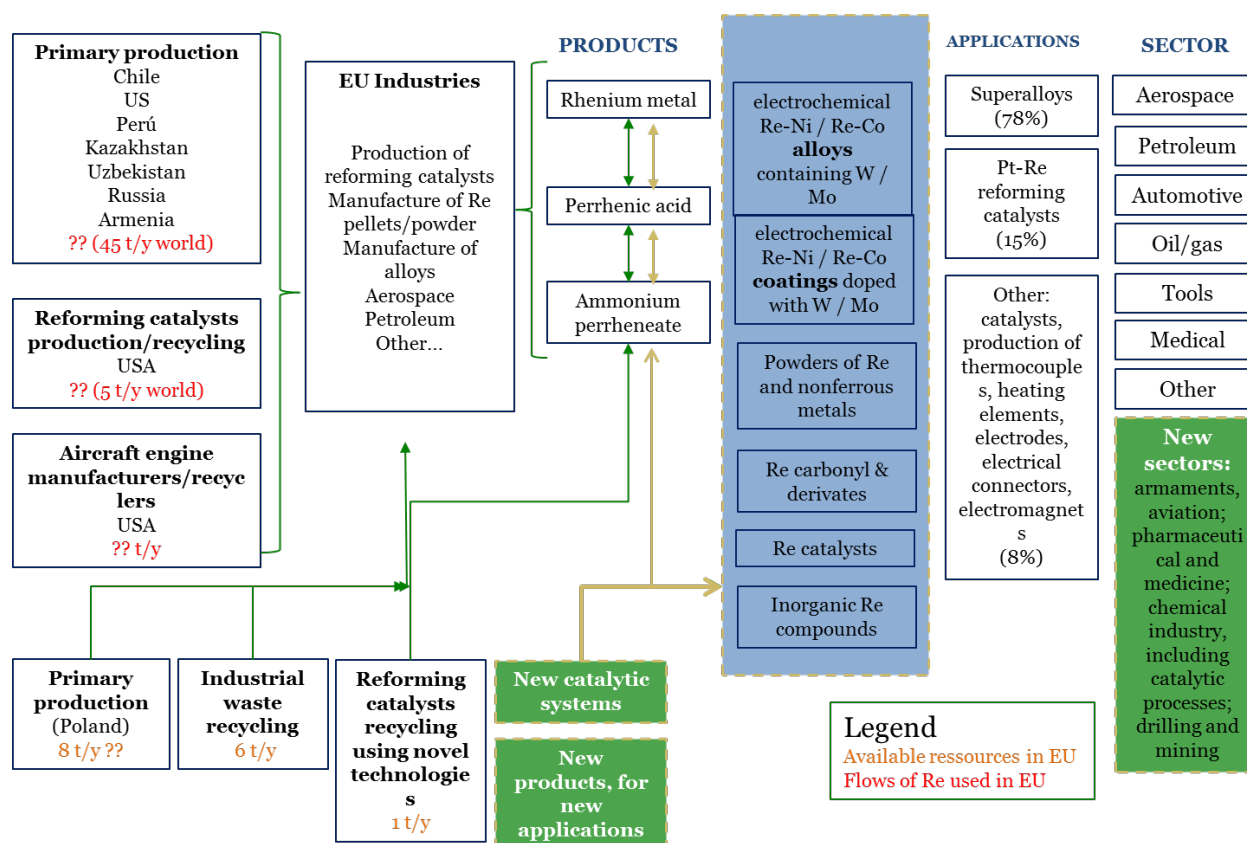 Primary production
Chile
US
Perú
Kazakhstan
Uzbekistan
Russia
Armenia
?? (45 t/y world)
Reforming catalysts
production/recycling
USA
?? (5 t/y world)
Aircraft engine
manufacturers/recyc
lers
USA
?? t/y
EU Industries
Production of
reforming catalysts
Manufacture of Re
pellets/powder
Manufacture of
alloys
Aerospace
Petroleum
Other...
PRODUCTS
Rhenium metal
Perrhenic acid
Ammonium
perrheneate
electrochemical
Re-Ni / Re-Co
alloys
containing W /
Mo
electrochemical
Re-Ni / Re-Co
coatings doped
with W / Mo
Powders of Re
and nonferrous
metals
Re carbonyl &
derivates
Re catalysts
Inorganic Re
compounds
APPLICATIONS
Superalloys
(78%)
Pt-Re
reforming
catalysts
(15%)
Other:
catalysts,
production of
thermocouple
s, heating
elements,
electrodes,
electrical
connectors,
electromagnet
s
(8%)
SECTOR
Aerospace
Petroleum
Automotive
Oil/gas
Tools
Medical
Other
New
sectors:
armaments,
aviation;
pharmaceuti
cal and
medicine;
chemical
industry,
including
catalytic
processes;
drilling and
mining
Primary
production
(Poland)
8 t/y ??
Industrial
waste
recycling
6 t/y
Reforming
catalysts
recycling
using novel
technologie
s
1 t/y
New catalytic
systems
New
products, for
new
applications
Legend
Available ressources in EU
Flows of Re used in EU